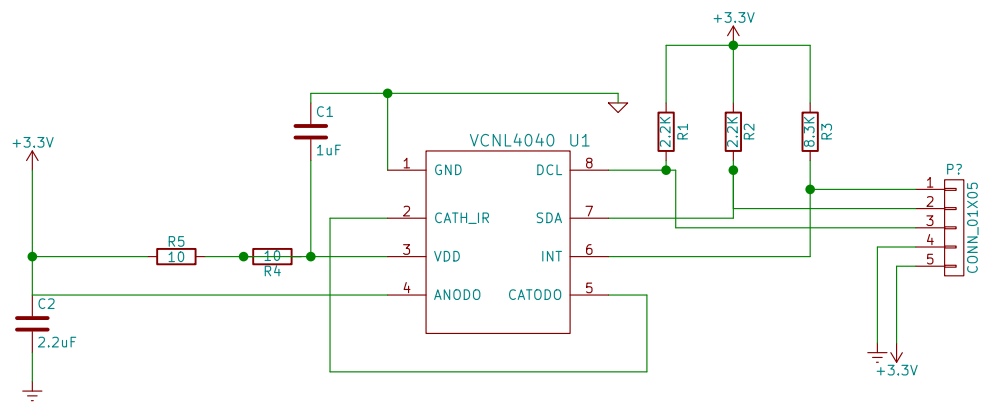 +3.3V
C1
1uF
VCNL4040 U1
+3.3V
2.2K
R1
2.2K
R2
8.3K
R3
1
GND
2
CATH_IR
3
VDD
4
ANODO
DCL
8
SDA
7
INT
6
CATODO
5
R5
10
10
R4
C2
2.2uF
P?
1
2
3
4
5
CONN_01X05
+3.3V
+3.3V